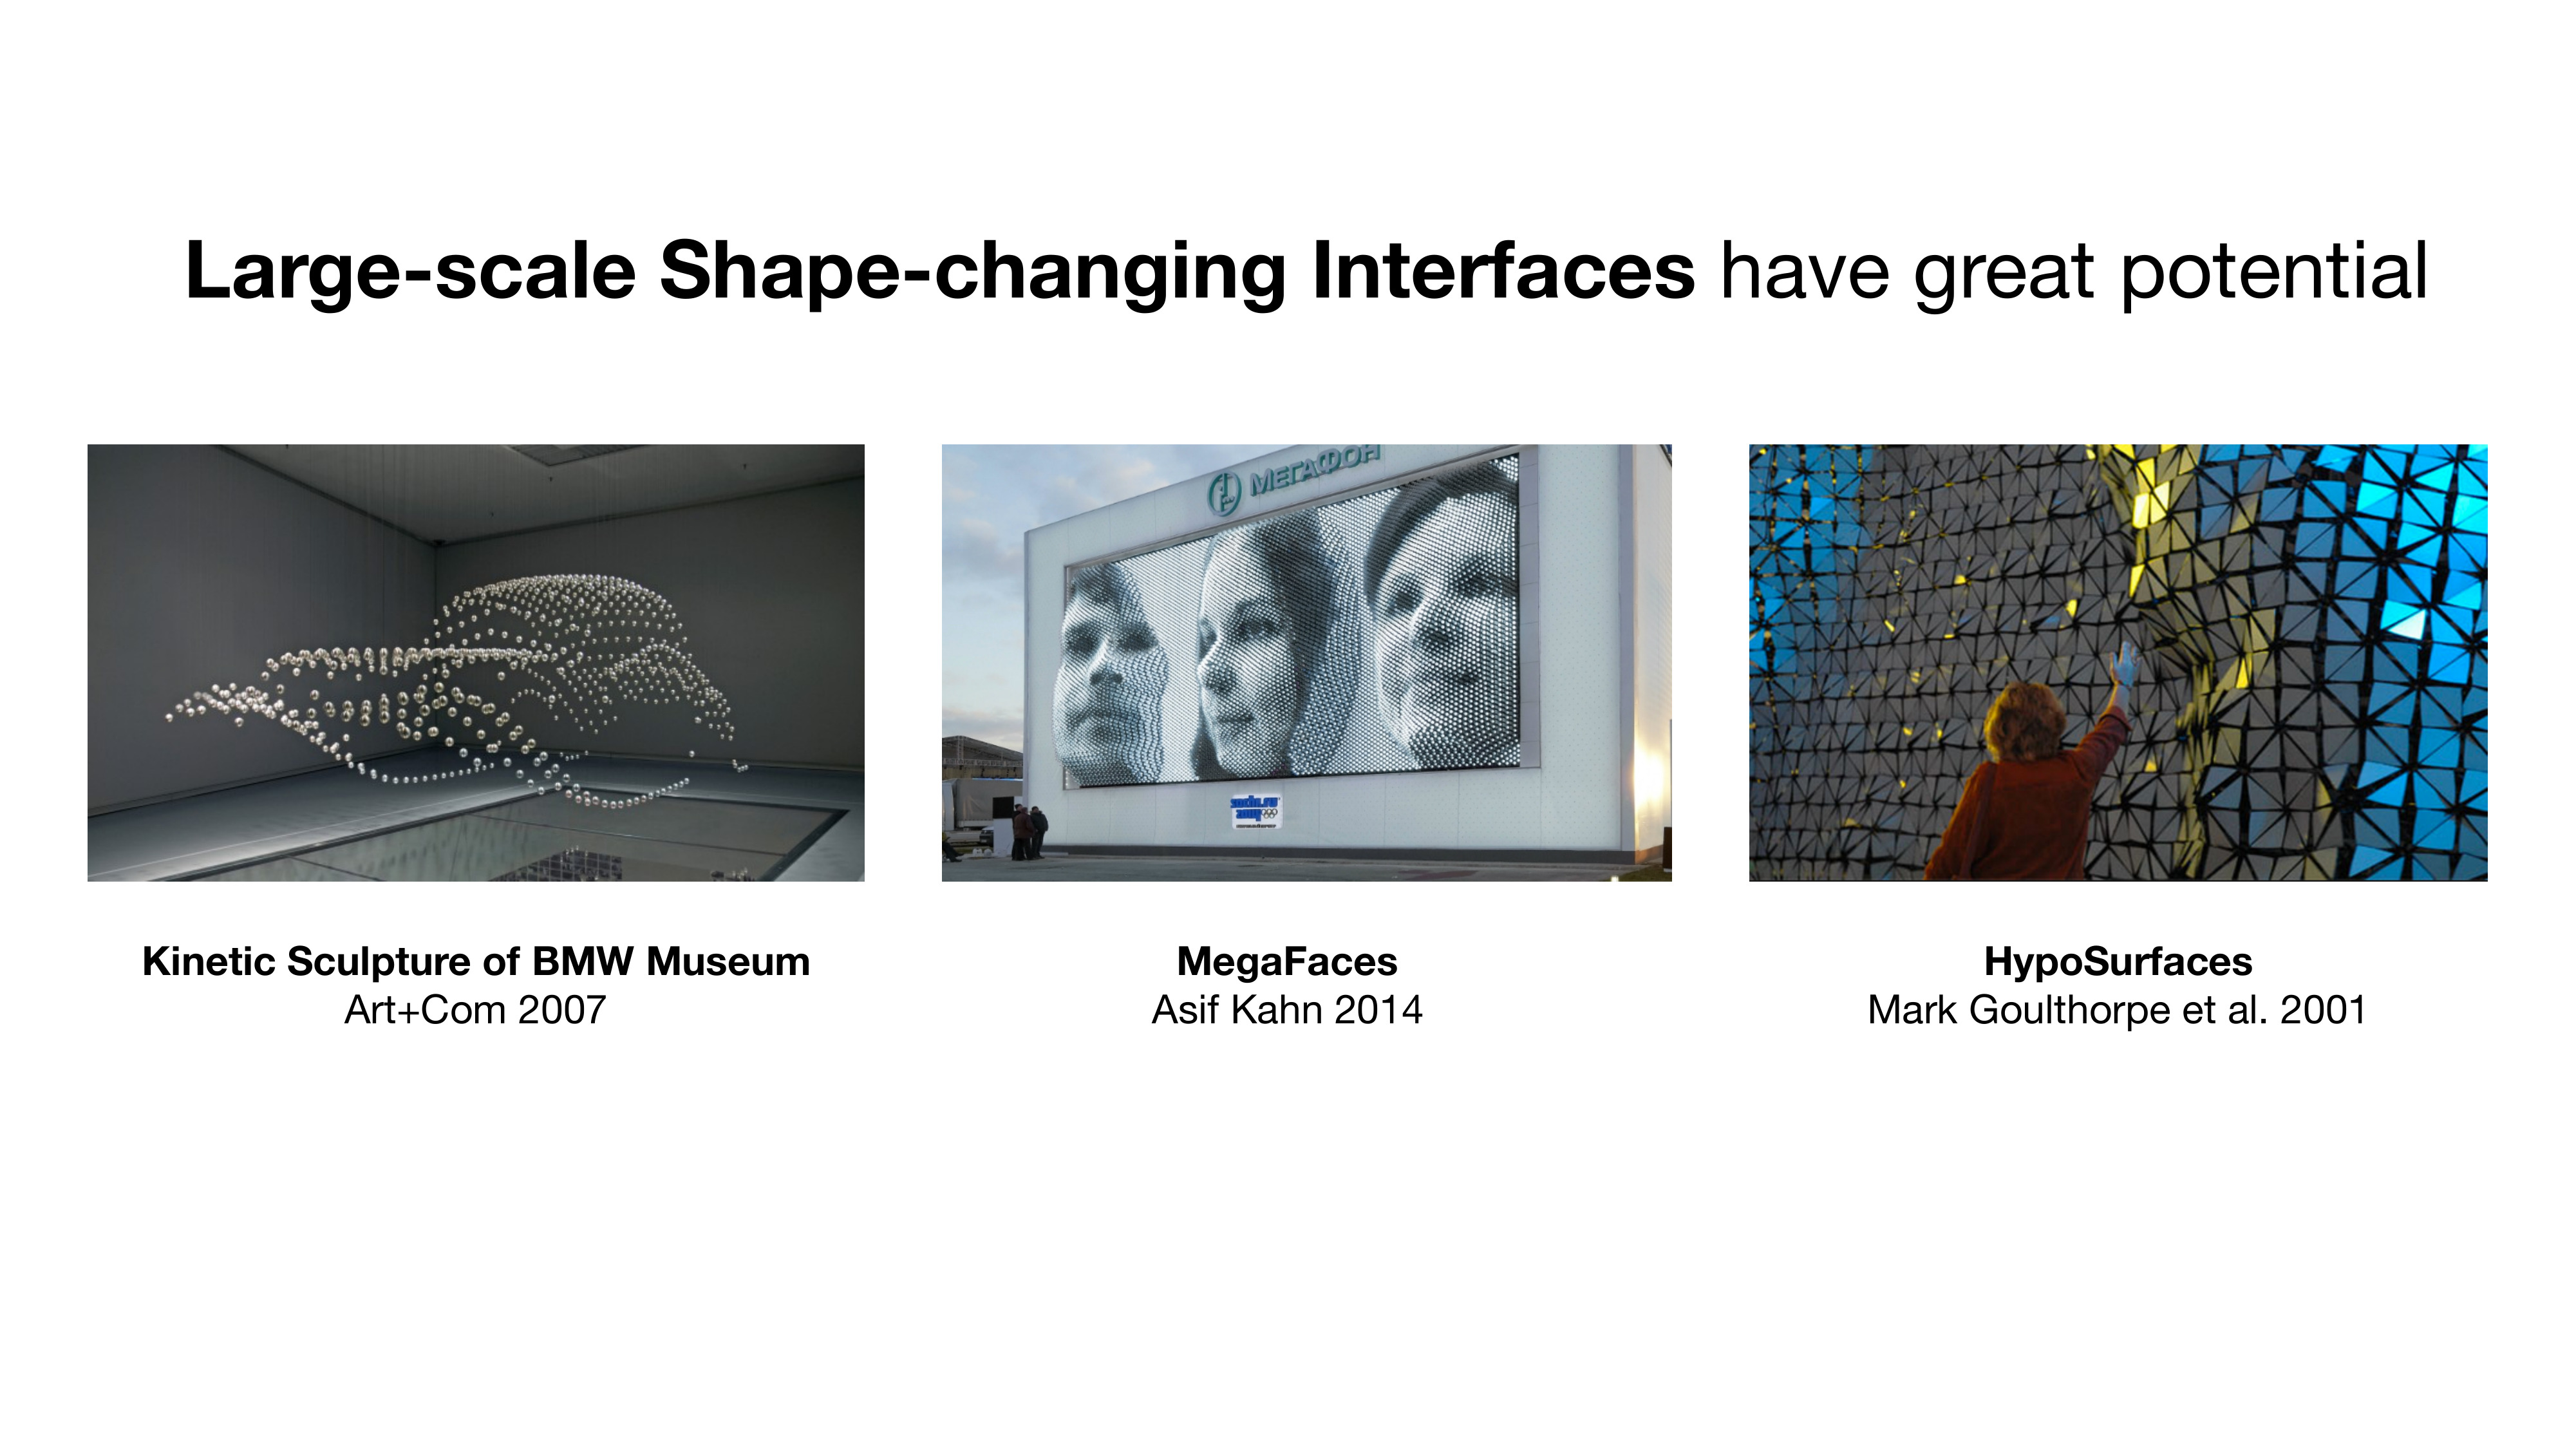 Large-scale Shape-changing Interfaces have great potential
МЕГАФОН
sochi.ru
2014
Kinetic Sculpture of BMW Museum
Art+Com 2007
MegaFaces
Asif Kahn 2014
HypoSurfaces
Mark Goulthorpe et al. 2001